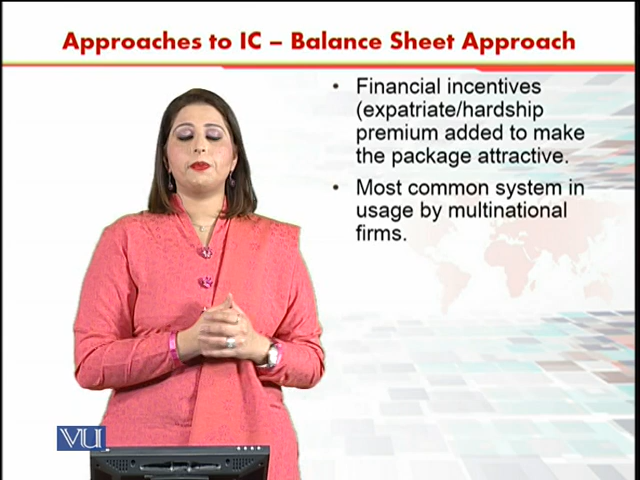 Approaches to IC – Balance Sheet Approach
• Financial incentives
(expatriate/hardship
premium added to make
the package attractive.
• Most common system in
usage by multinational
firms.
VU